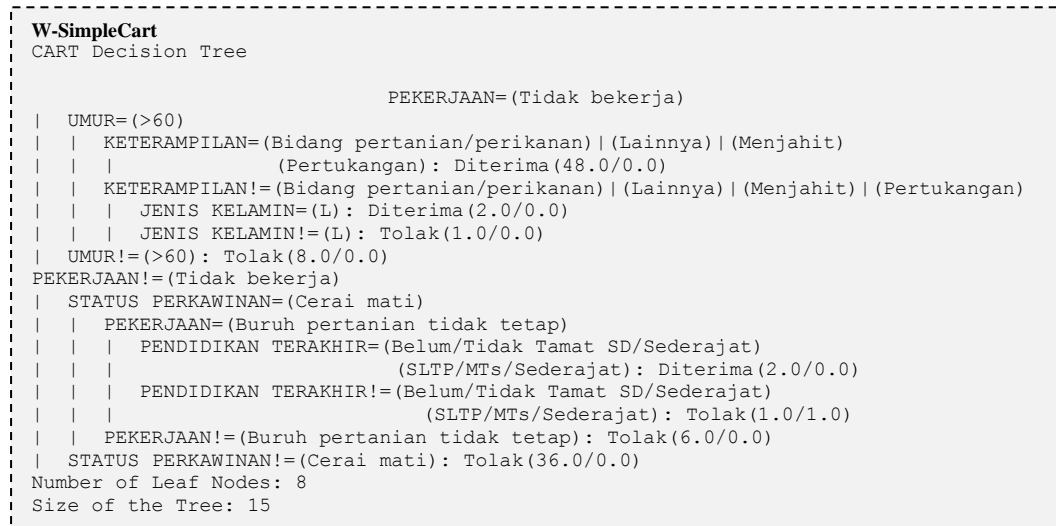 W-SimpleCart
CART Decision Tree
PEKERJAAN=(Tidak bekerja)
|  UMUR=(>60)
|  |  KETERAMPILAN=(Bidang pertanian/perikanan)|(Lainnya)|(Menjahit)
|  |  |  (Pertukangan): Diterima(48.0/0.0)
|  |  KETERAMPILAN!=(Bidang pertanian/perikanan)|(Lainnya)|(Menjahit)|(Pertukangan)
|  |  |  JENIS KELAMIN=(L): Diterima(2.0/0.0)
|  |  |  JENIS KELAMIN!=(L): Tolak(1.0/0.0)
|  UMUR!=(>60): Tolak(8.0/0.0)
PEKERJAAN!=(Tidak bekerja)
|  STATUS PERKAWINAN=(Cerai mati)
|  |  PEKERJAAN=(Buruh pertanian tidak tetap)
|  |  |  PENDIDIKAN TERAKHIR=(Belum/Tidak Tamat SD/Sederajat)
|  |  |  (SLTP/MTs/Sederajat): Diterima(2.0/0.0)
|  |  |  PENDIDIKAN TERAKHIR!=(Belum/Tidak Tamat SD/Sederajat)
|  |  |  (SLTP/MTs/Sederajat): Tolak(1.0/1.0)
|  |  PEKERJAAN!=(Buruh pertanian tidak tetap): Tolak(6.0/0.0)
|  STATUS PERKAWINAN!=(Cerai mati): Tolak(36.0/0.0)
Number of Leaf Nodes: 8
Size of the Tree: 15